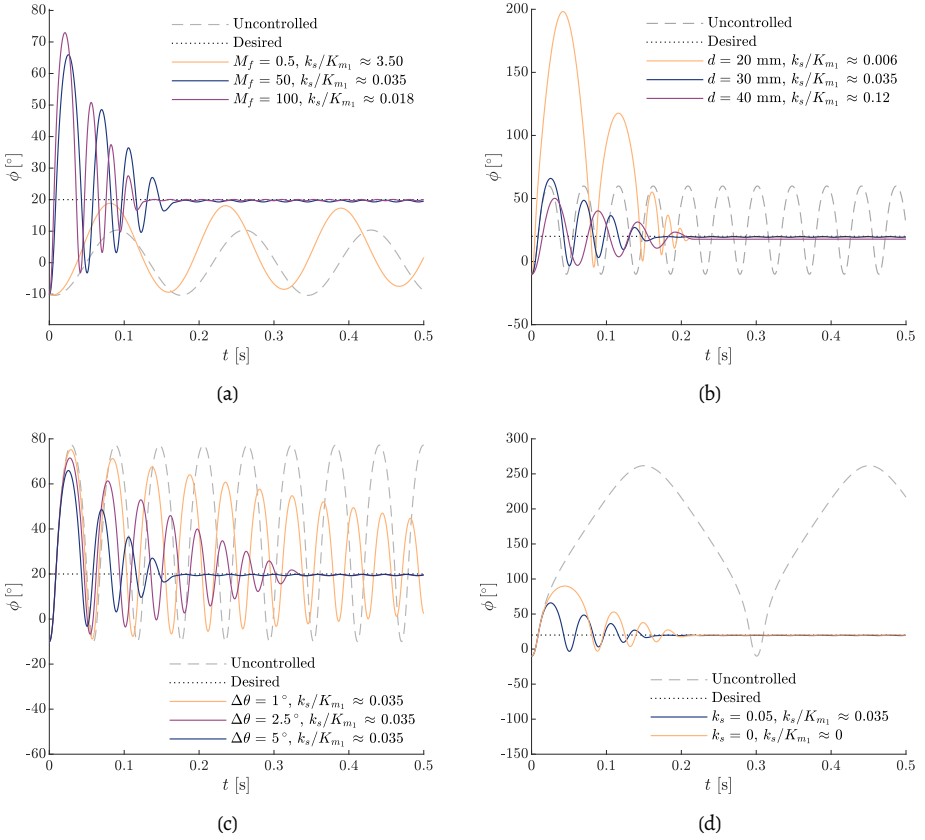 80
70
60
50
40
30
20
10
0
-10
ϕ [°]
Uncontrolled
Desired
M_f = 0.5, k_s/K_{m_1} ≈ 3.50
M_f = 50, k_s/K_{m_1} ≈ 0.035
M_f = 100, k_s/K_{m_1} ≈ 0.018
0 0.1 0.2 0.3 0.4 0.5
t [s]
(a)
200
150
100
50
0
-50
ϕ [°]
Uncontrolled
Desired
d = 20 mm, k_s/K_{m_1} ≈ 0.006
d = 30 mm, k_s/K_{m_1} ≈ 0.035
d = 40 mm, k_s/K_{m_1} ≈ 0.12
0 0.1 0.2 0.3 0.4 0.5
t [s]
(b)
80
60
40
20
0
-20
-40
-60
ϕ [°]
Uncontrolled
Desired
Δθ = 1°, k_s/K_{m_1} ≈ 0.035
Δθ = 2.5°, k_s/K_{m_1} ≈ 0.035
Δθ = 5°, k_s/K_{m_1} ≈ 0.035
0 0.1 0.2 0.3 0.4 0.5
t [s]
(c)
300
250
200
150
100
50
0
-50
-100
-150
ϕ [°]
Uncontrolled
Desired
k_s = 0.05, k_s/K_{m_1} ≈ 0.035
k_s = 0, k_s/K_{m_1} ≈ 0
0 0.1 0.2 0.3 0.4 0.5
t [s]
(d)